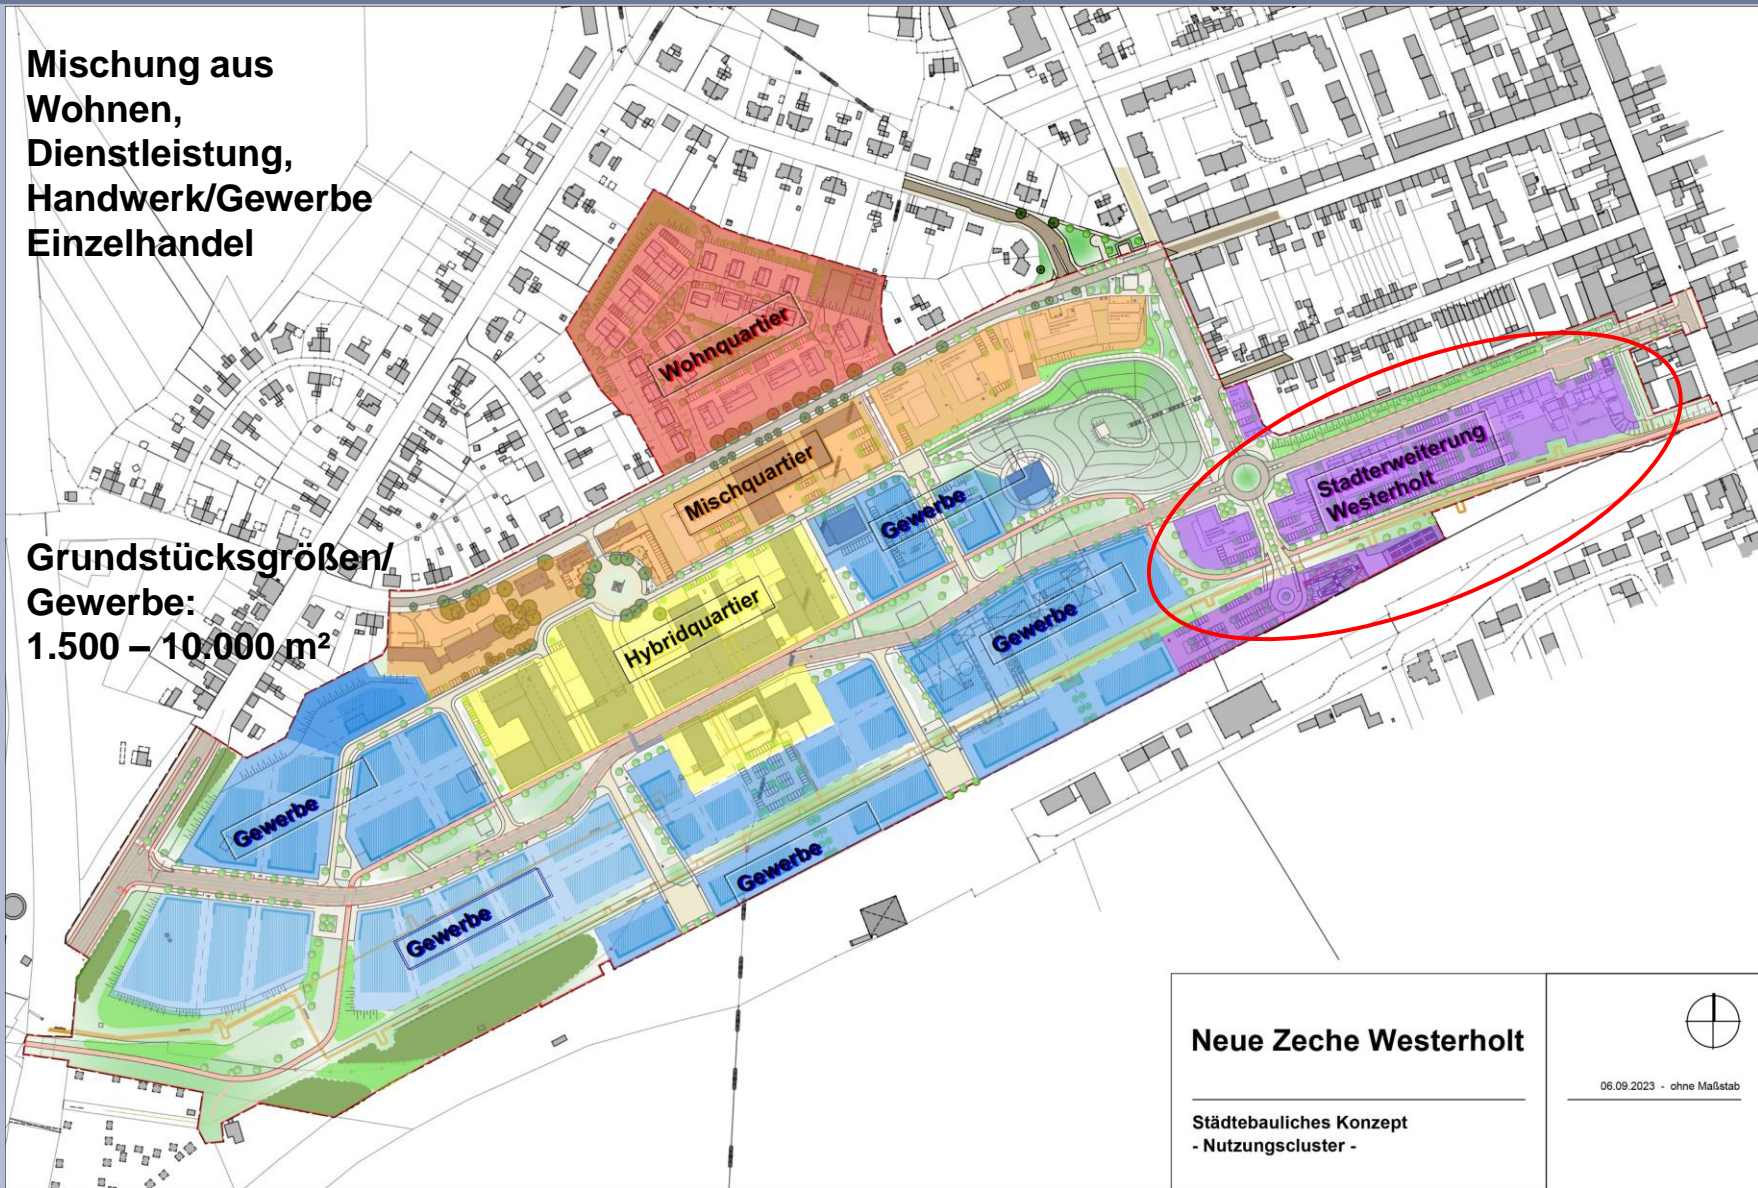 Mischung aus
Wohnen,
Dienstleistung,
Handwerk/Gewerbe
Einzelhandel
Wohnquartier
Mischquartier
Stadterweiterung
Westerholt
Gewerbe
Grundstücksgrößen/
Gewerbe:
1.500 – 10.000 m²
Hybridquartier
Gewerbe
Gewerbe
Gewerbe
Gewerbe
Neue Zeche Westerholt
06.09.2023 - ohne Maßstab
Städtebauliches Konzept
- Nutzungscluster -